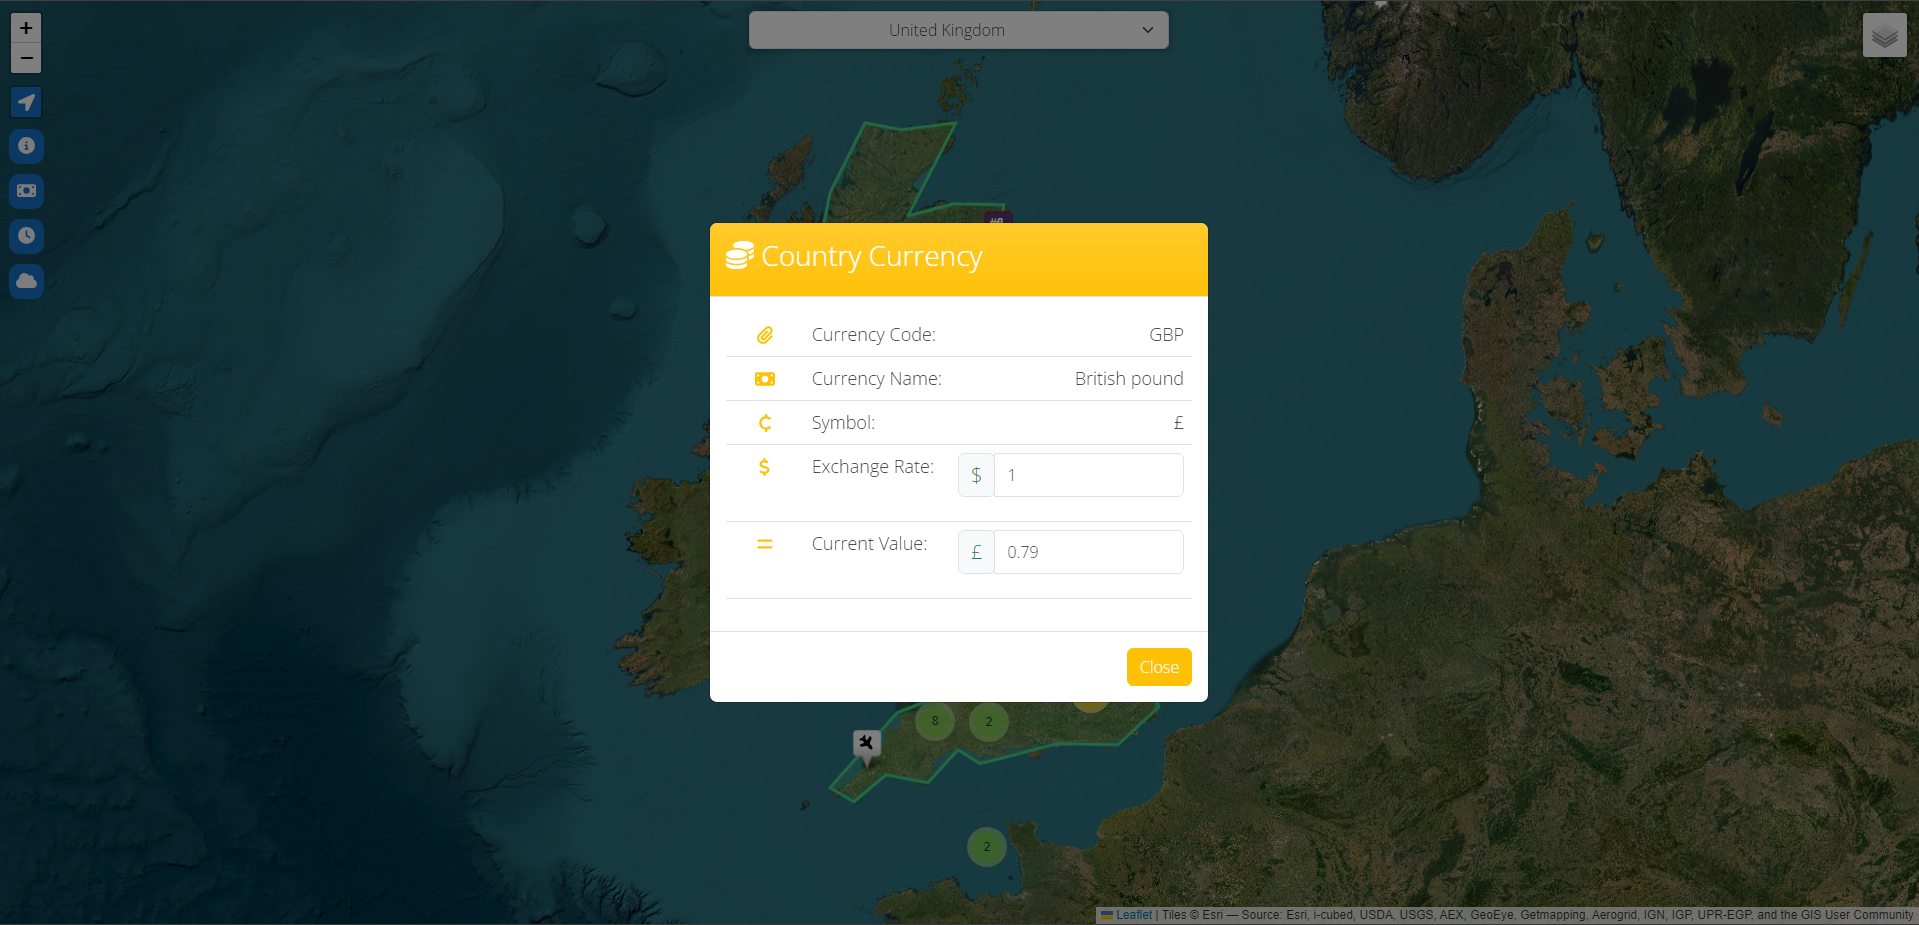 +
−
United Kingdom
Country Currency
Currency Code: GBP
Currency Name: British pound
Symbol: £
Exchange Rate: $ 1
Current Value: £ 0.79
Close
8
2
2
Leaflet | Tiles © Esri — Source: Esri, i-cubed, USDA, USGS, AEX, GeoEye, Getmapping, Aerogrid, IGN, IGP, UPR-EGP, and the GIS User Community